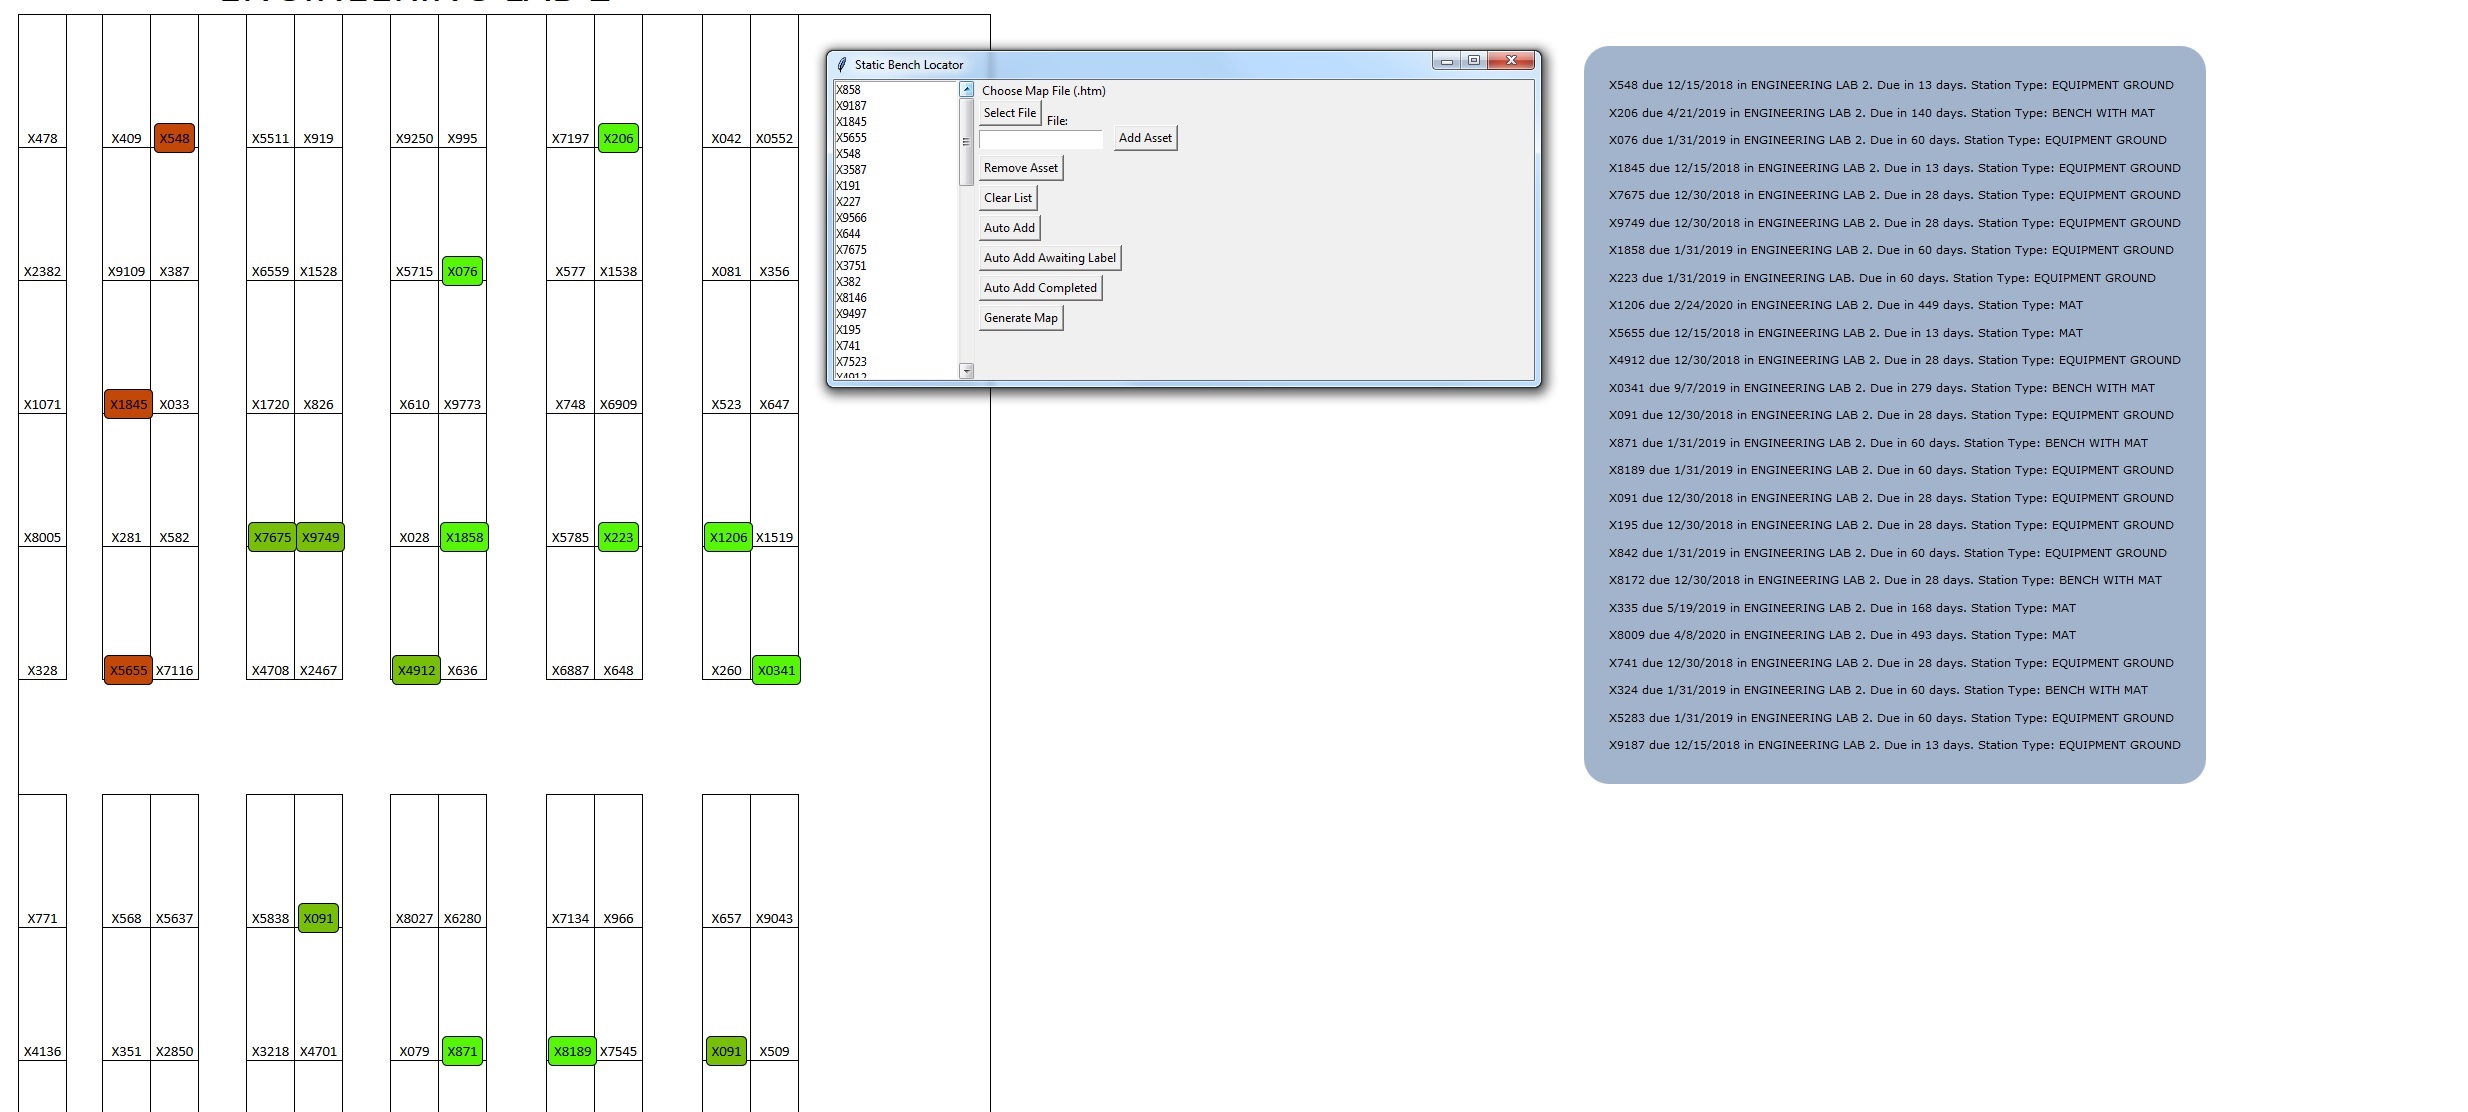 ENGINEERING LAB 2
X478 X409 X548 X5511 X919 X9250 X995 X7197 X206 X042 X0552
X2382 X9109 X387 X6559 X1528 X5715 X076 X577 X1538 X081 X356
X1071 X1845 X033 X1720 X826 X610 X9773 X748 X6909 X523 X647
X8005 X281 X582 X7675 X9749 X028 X1858 X5785 X223 X1206 X1519
X328 X5655 X7116 X4708 X2467 X4912 X636 X6887 X648 X260 X0341
X771 X568 X5637 X5838 X091 X8027 X6280 X7134 X966 X657 X9043
X4136 X351 X2850 X3218 X4701 X079 X871 X8189 X7545 X091 X509
Static Bench Locator
X858
X9187
X1845
X5655
X548
X3587
X191
X227
X9566
X644
X7675
X3751
X382
X8146
X9497
X195
X741
X7523
X4912
Choose Map File (.htm)
Select File File:
Add Asset
Remove Asset
Clear List
Auto Add
Auto Add Awaiting Label
Auto Add Completed
Generate Map
X548 due 12/15/2018 in ENGINEERING LAB 2. Due in 13 days. Station Type: EQUIPMENT GROUND
X206 due 4/21/2019 in ENGINEERING LAB 2. Due in 140 days. Station Type: BENCH WITH MAT
X076 due 1/31/2019 in ENGINEERING LAB 2. Due in 60 days. Station Type: EQUIPMENT GROUND
X1845 due 12/15/2018 in ENGINEERING LAB 2. Due in 13 days. Station Type: EQUIPMENT GROUND
X7675 due 12/30/2018 in ENGINEERING LAB 2. Due in 28 days. Station Type: EQUIPMENT GROUND
X9749 due 12/30/2018 in ENGINEERING LAB 2. Due in 28 days. Station Type: EQUIPMENT GROUND
X1858 due 1/31/2019 in ENGINEERING LAB 2. Due in 60 days. Station Type: EQUIPMENT GROUND
X223 due 1/31/2019 in ENGINEERING LAB. Due in 60 days. Station Type: EQUIPMENT GROUND
X1206 due 2/24/2020 in ENGINEERING LAB 2. Due in 449 days. Station Type: MAT
X5655 due 12/15/2018 in ENGINEERING LAB 2. Due in 13 days. Station Type: MAT
X4912 due 12/30/2018 in ENGINEERING LAB 2. Due in 28 days. Station Type: EQUIPMENT GROUND
X0341 due 9/7/2019 in ENGINEERING LAB 2. Due in 279 days. Station Type: BENCH WITH MAT
X091 due 12/30/2018 in ENGINEERING LAB 2. Due in 28 days. Station Type: EQUIPMENT GROUND
X871 due 1/31/2019 in ENGINEERING LAB 2. Due in 60 days. Station Type: BENCH WITH MAT
X8189 due 1/31/2019 in ENGINEERING LAB 2. Due in 60 days. Station Type: EQUIPMENT GROUND
X091 due 12/30/2018 in ENGINEERING LAB 2. Due in 28 days. Station Type: EQUIPMENT GROUND
X195 due 12/30/2018 in ENGINEERING LAB 2. Due in 28 days. Station Type: EQUIPMENT GROUND
X842 due 1/31/2019 in ENGINEERING LAB 2. Due in 60 days. Station Type: EQUIPMENT GROUND
X8172 due 12/30/2018 in ENGINEERING LAB 2. Due in 28 days. Station Type: BENCH WITH MAT
X335 due 5/19/2019 in ENGINEERING LAB 2. Due in 168 days. Station Type: MAT
X8009 due 4/8/2020 in ENGINEERING LAB 2. Due in 493 days. Station Type: MAT
X741 due 12/30/2018 in ENGINEERING LAB 2. Due in 28 days. Station Type: EQUIPMENT GROUND
X324 due 1/31/2019 in ENGINEERING LAB 2. Due in 60 days. Station Type: BENCH WITH MAT
X5283 due 1/31/2019 in ENGINEERING LAB 2. Due in 60 days. Station Type: EQUIPMENT GROUND
X9187 due 12/15/2018 in ENGINEERING LAB 2. Due in 13 days. Station Type: EQUIPMENT GROUND